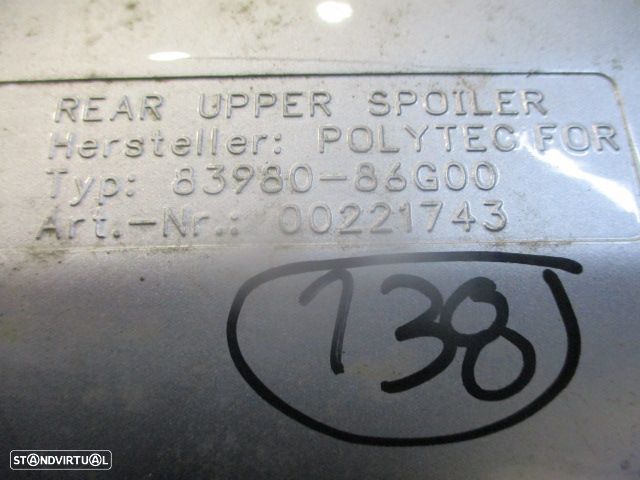 REAR UPPER SPOILER
Hersteller: POLYTEC FOR
Typ: 83980-86G00
Art.-Nr.: 00221743
138
STANDVIRTUAL